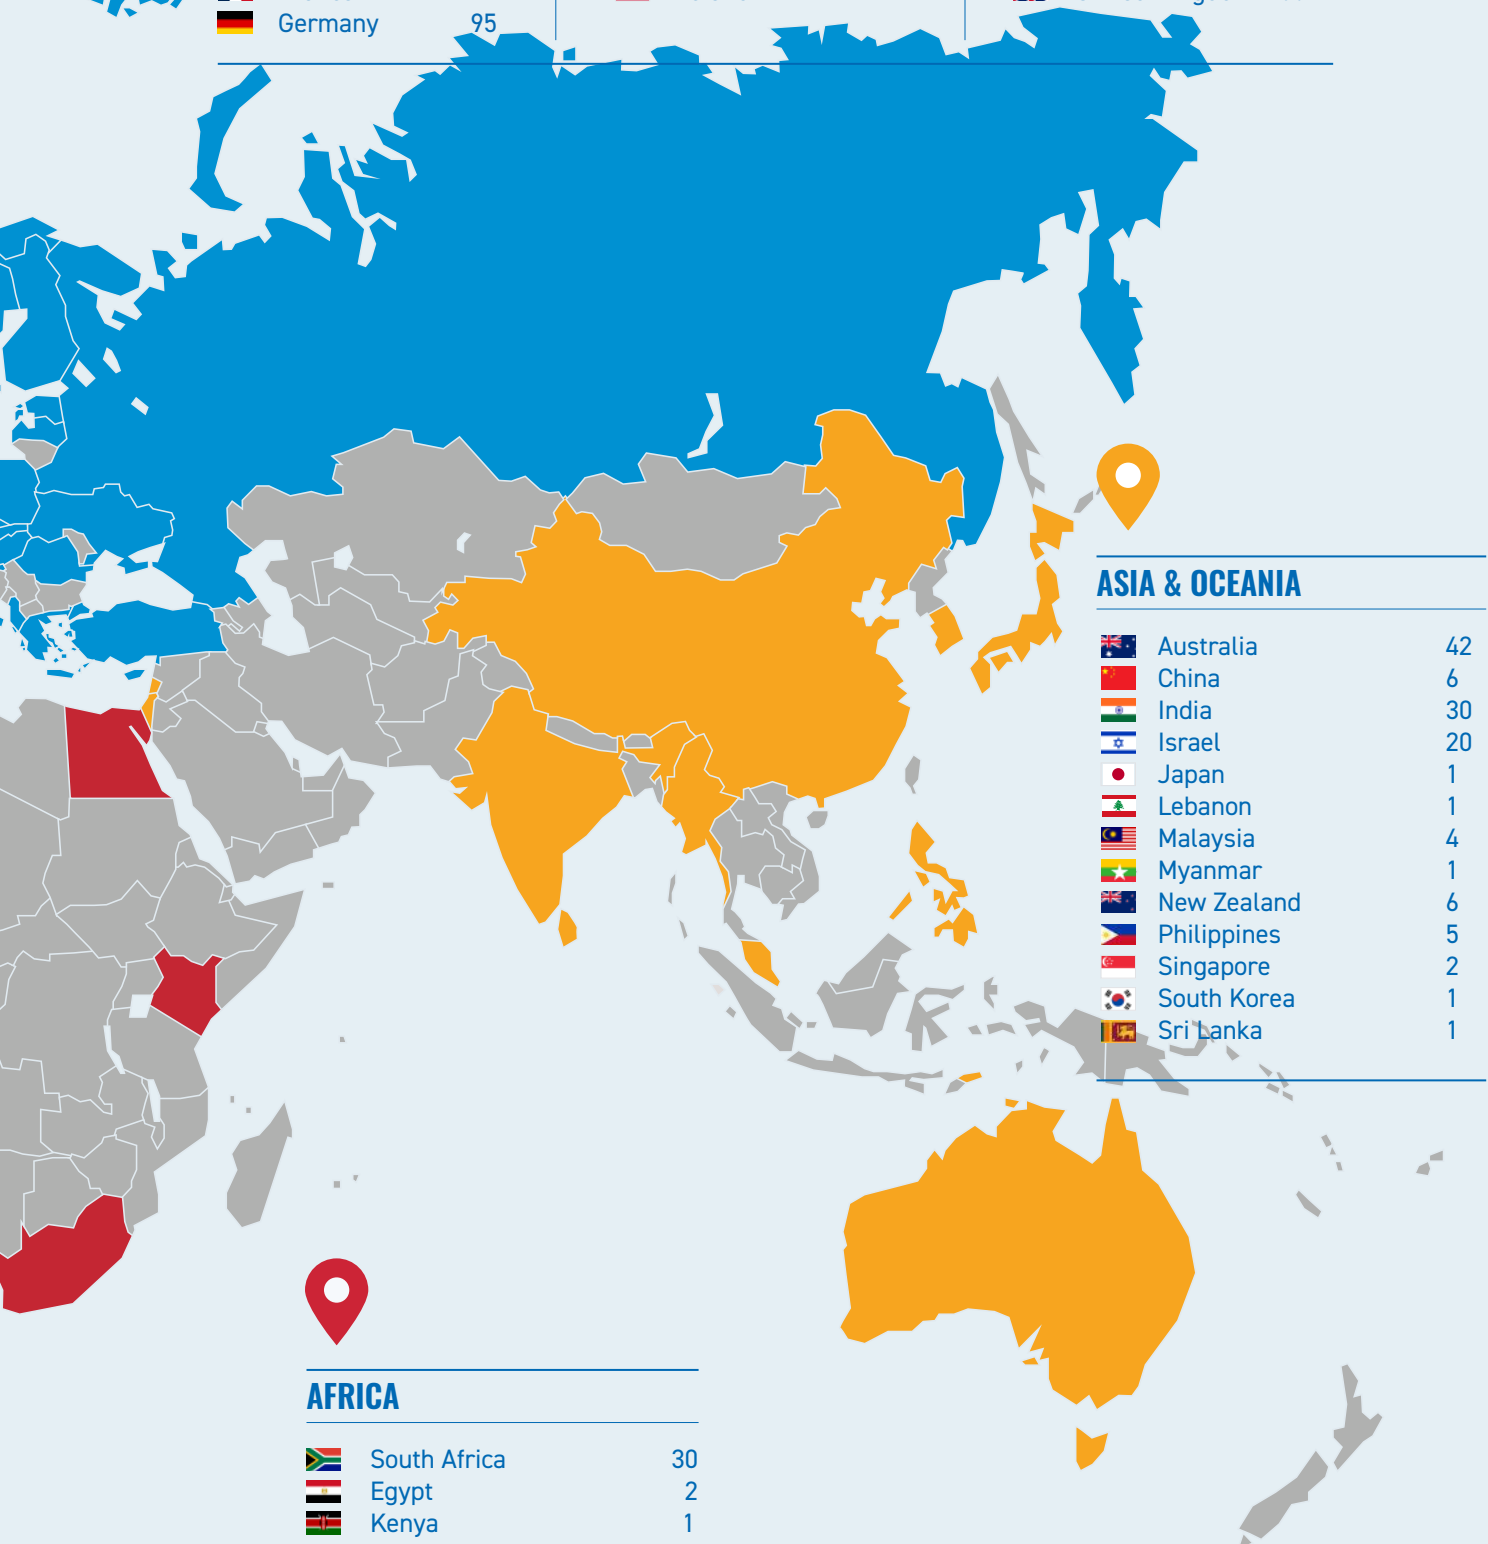 Germany 95
ASIA & OCEANIA
Australia 42
China 6
India 30
Israel 20
Japan 1
Lebanon 1
Malaysia 4
Myanmar 1
New Zealand 6
Philippines 5
Singapore 2
South Korea 1
Sri Lanka 1
AFRICA
South Africa 30
Egypt 2
Kenya 1